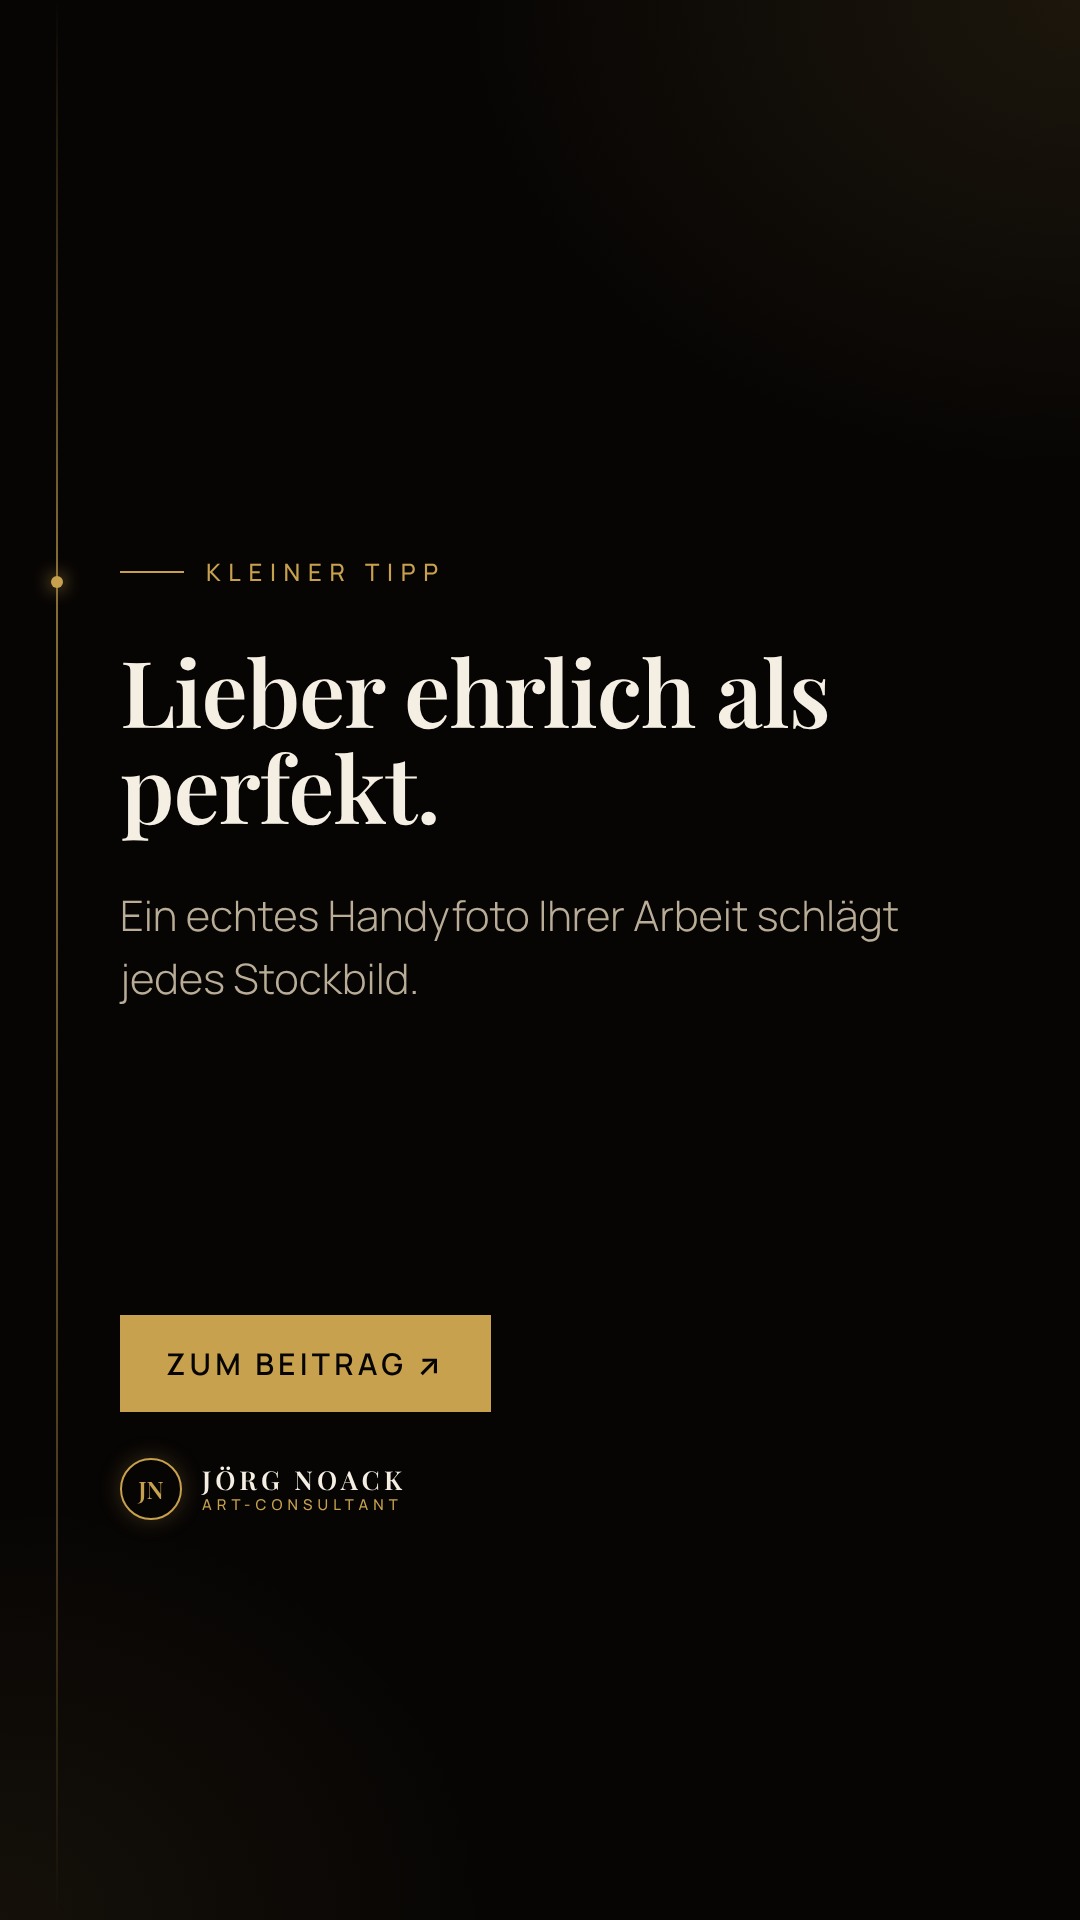 KLEINER TIPP
Lieber ehrlich als
perfekt.
Ein echtes Handyfoto Ihrer Arbeit schlägt
jedes Stockbild.
ZUM BEITRAG ↗
JN
JÖRG NOACK
ART-CONSULTANT